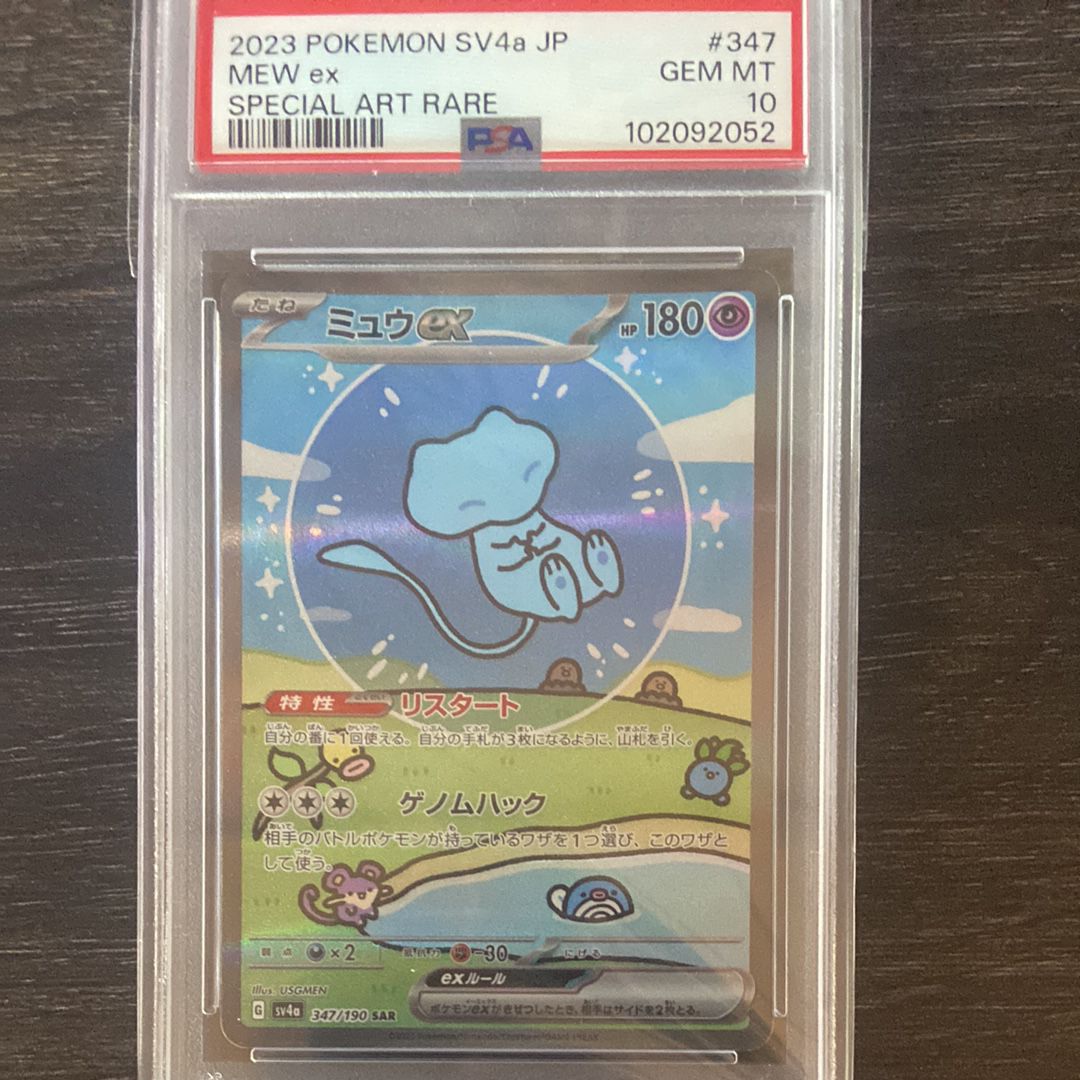 2023 POKEMON SV4a JP #347
MEW ex GEM MT
SPECIAL ART RARE 10
PSA 102092052
たね ミュウex HP 180
特性 リスタート
自分の番に1回使える。自分の手札が3枚になるように、山札を引く。
ゲノムハック
相手のバトルポケモンが持っているワザを1つ選び、このワザと
して使う。
弱点 ×2 抵抗力 -30 にげる
exルール
ポケモンexがきぜつしたとき、相手はサイドを2枚とる。
Illus. USGMEN
G sv4a 347/190 SAR